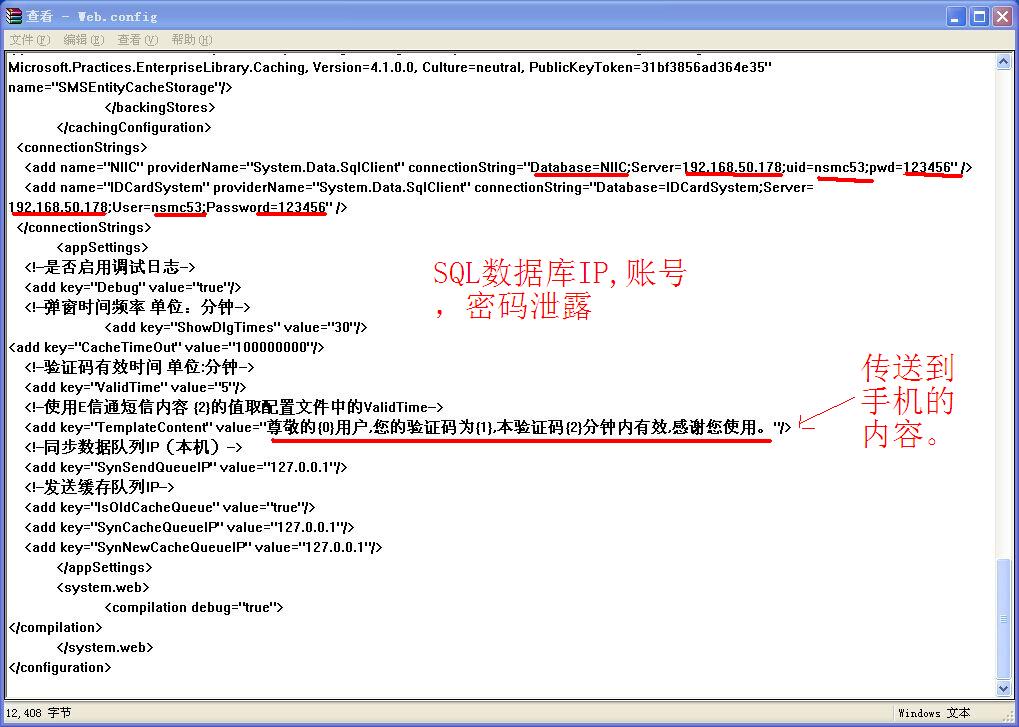 查看 - Web.config
文件(F) 编辑(E) 查看(V) 帮助(H)
Microsoft.Practices.EnterpriseLibrary.Caching, Version=4.1.0.0, Culture=neutral, PublicKeyToken=31bf3856ad364e35"
name="SMSEntityCacheStorage"/>
</backingStores>
</cachingConfiguration>
<connectionStrings>
<add name="NIIC" providerName="System.Data.SqlClient" connectionString="Database=NIIC;Server=192.168.50.178;uid=nsmc53;pwd=123456" />
<add name="IDCardSystem" providerName="System.Data.SqlClient" connectionString="Database=IDCardSystem;Server=
192.168.50.178;User=nsmc53;Password=123456" />
</connectionStrings>
<appSettings>
<!--是否启用调试日志-->
<add key="Debug" value="true"/>
<!--弹窗时间频率 单位：分钟-->
<add key="ShowDlgTimes" value="30"/>
<add key="CacheTimeOut" value="100000000"/>
<!--验证码有效时间 单位:分钟-->
<add key="ValidTime" value="5"/>
<!--使用E信通短信内容 {2}的值取配置文件中的ValidTime-->
<add key="TemplateContent" value="尊敬的{0}用户,您的验证码为{1},本验证码{2}分钟内有效,感谢您使用。"/>
<!--同步数据队列IP（本机）-->
<add key="SynSendQueueIP" value="127.0.0.1"/>
<!--发送缓存队列IP-->
<add key="IsOldCacheQueue" value="true"/>
<add key="SynCacheQueueIP" value="127.0.0.1"/>
<add key="SynNewCacheQueueIP" value="127.0.0.1"/>
</appSettings>
<system.web>
<compilation debug="true">
</compilation>
</system.web>
</configuration>
SQL数据库IP,账号
，密码泄露
传送到
手机的
内容。
12,408 字节
Windows 文本